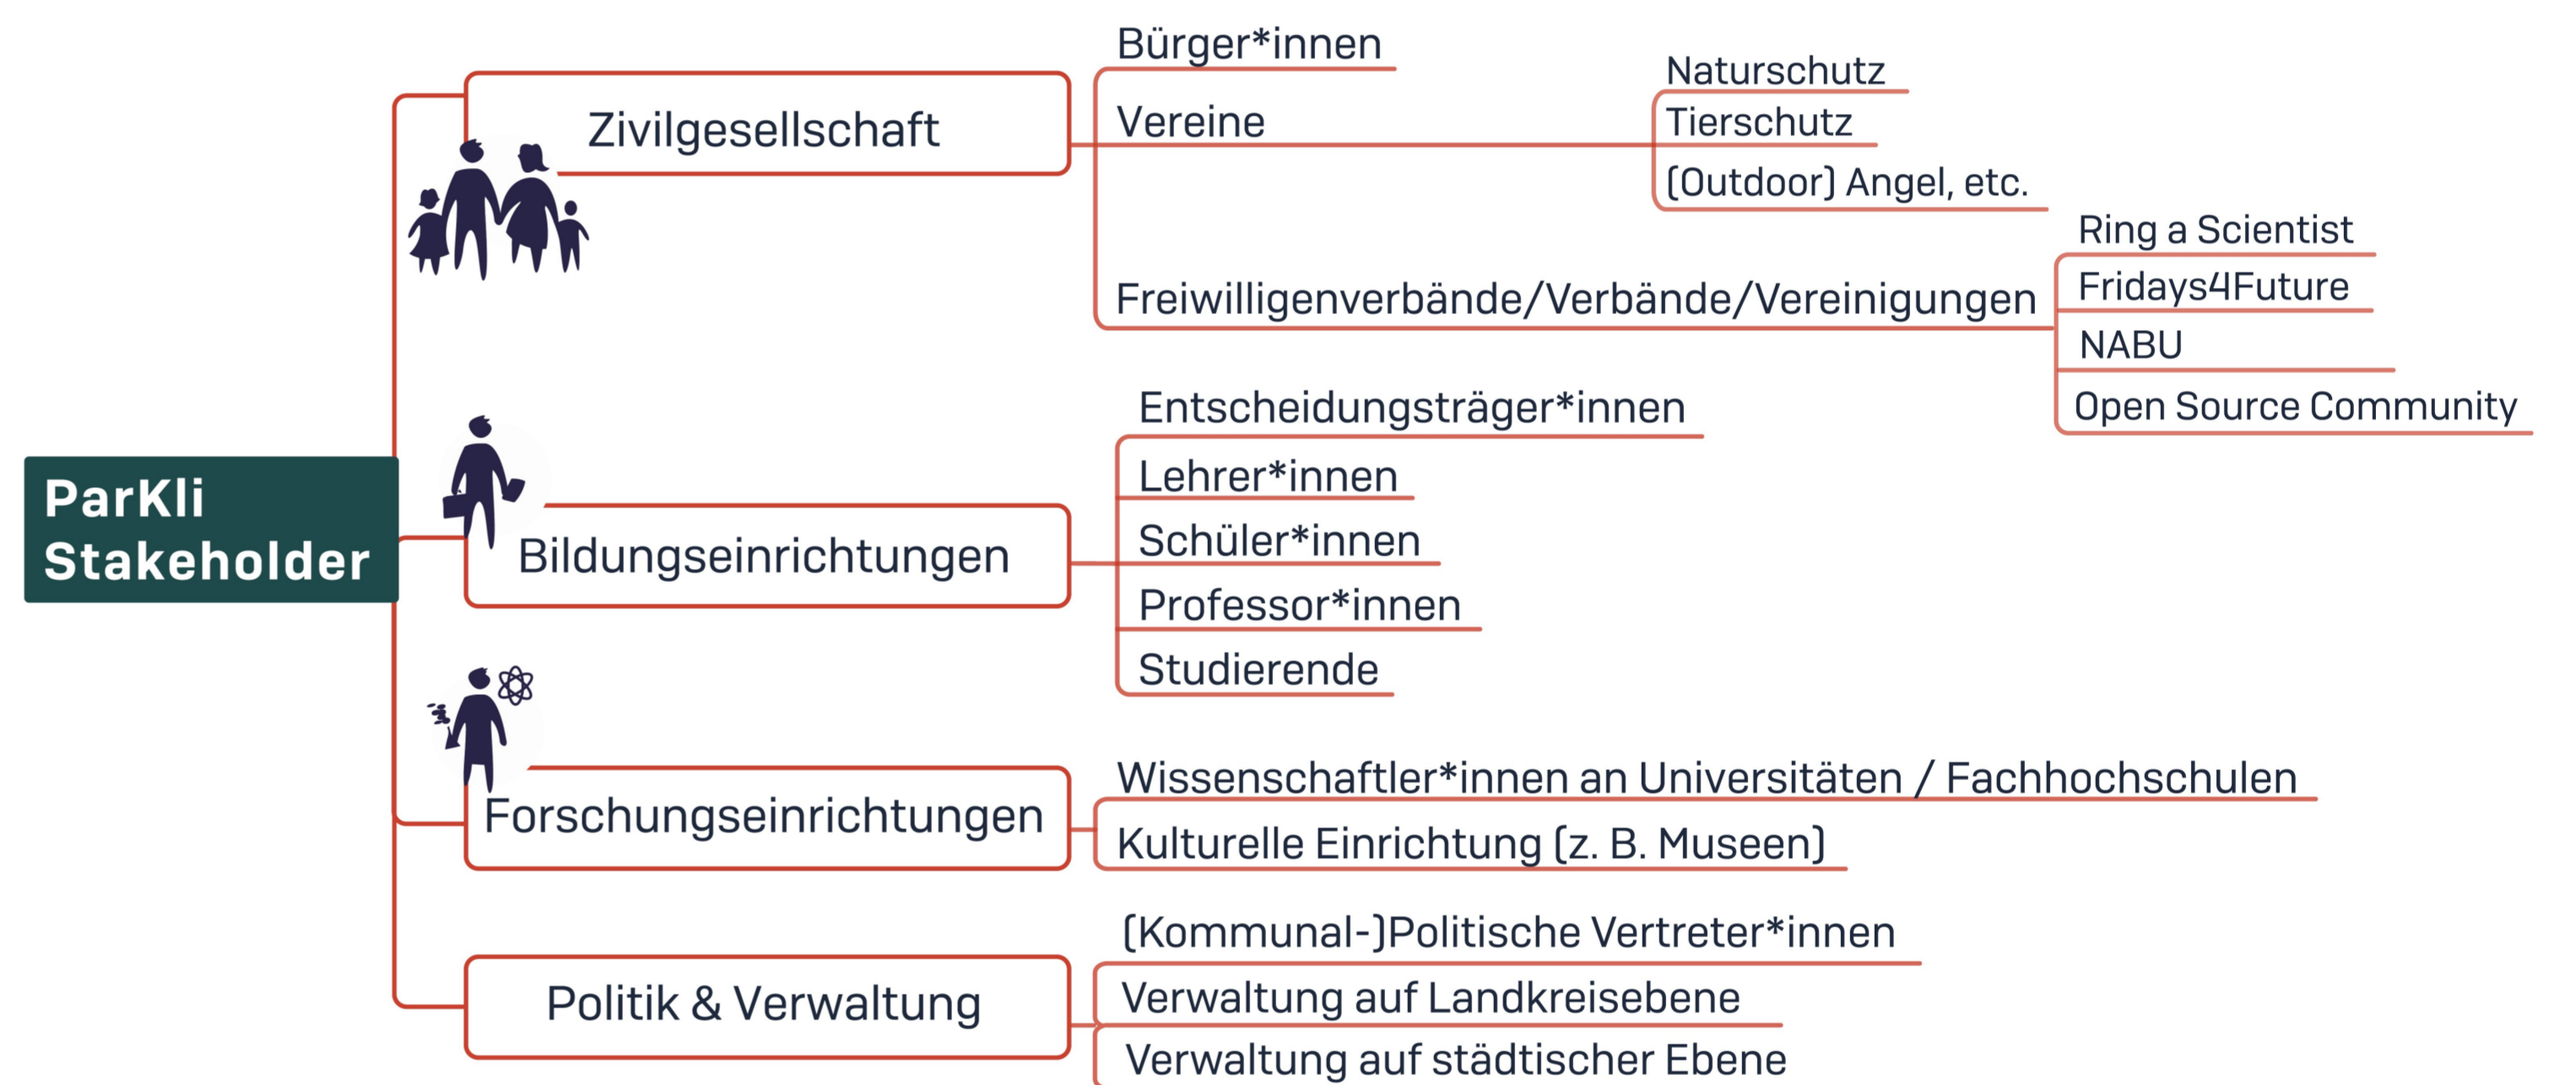 ParKli
Stakeholder
Zivilgesellschaft
Bürger*innen
Vereine
Naturschutz
Tierschutz
(Outdoor) Angel, etc.
Freiwilligenverbände/Verbände/Vereinigungen
Ring a Scientist
Fridays4Future
NABU
Open Source Community
Bildungseinrichtungen
Entscheidungsträger*innen
Lehrer*innen
Schüler*innen
Professor*innen
Studierende
Forschungseinrichtungen
Wissenschaftler*innen an Universitäten / Fachhochschulen
Kulturelle Einrichtung (z. B. Museen)
Politik & Verwaltung
(Kommunal-)Politische Vertreter*innen
Verwaltung auf Landkreisebene
Verwaltung auf städtischer Ebene